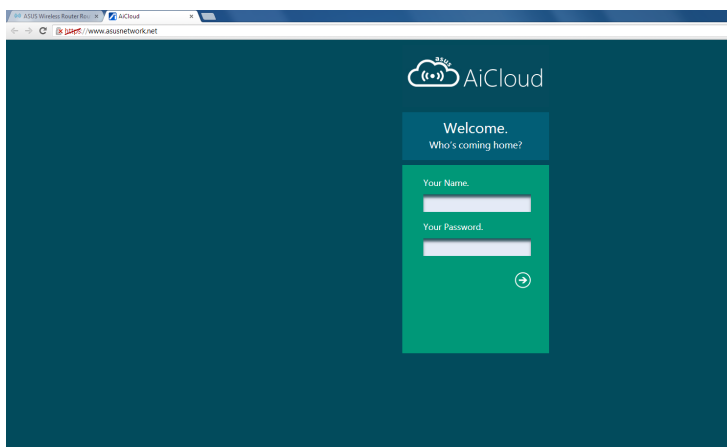 ASUS Wireless Router Rou
AiCloud
https://www.asusnetwork.net
asus
AiCloud
Welcome.
Who's coming home?
Your Name.
Your Password.